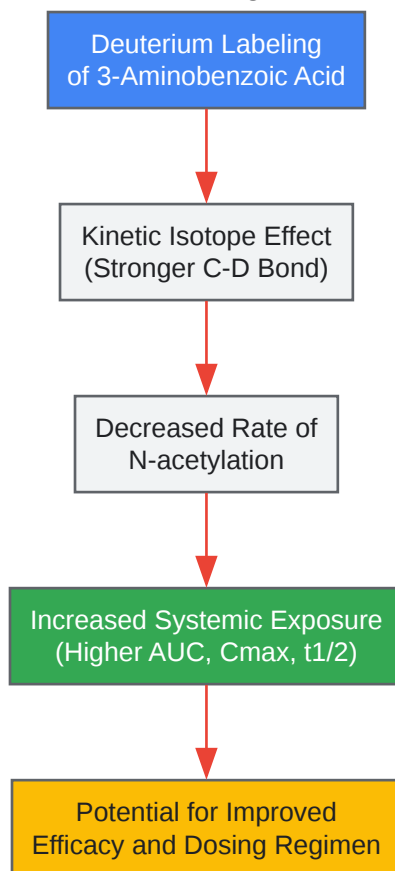 Deuterium Labeling
of 3-Aminobenzoic Acid
Kinetic Isotope Effect
(Stronger C-D Bond)
Decreased Rate of
N-acetylation
Increased Systemic Exposure
(Higher AUC, Cmax, t1/2)
Potential for Improved
Efficacy and Dosing Regimen